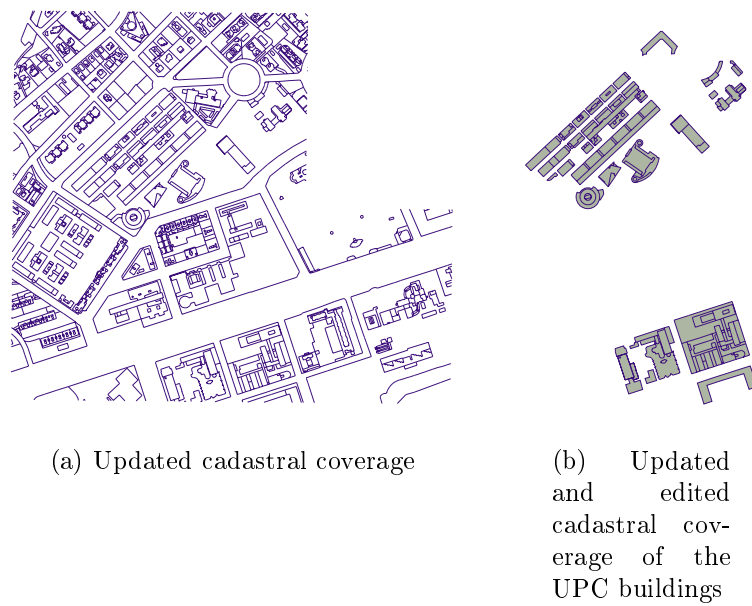 (a) Updated cadastral coverage
(b) Updated
and edited
cadastral cov-
erage of the
UPC buildings